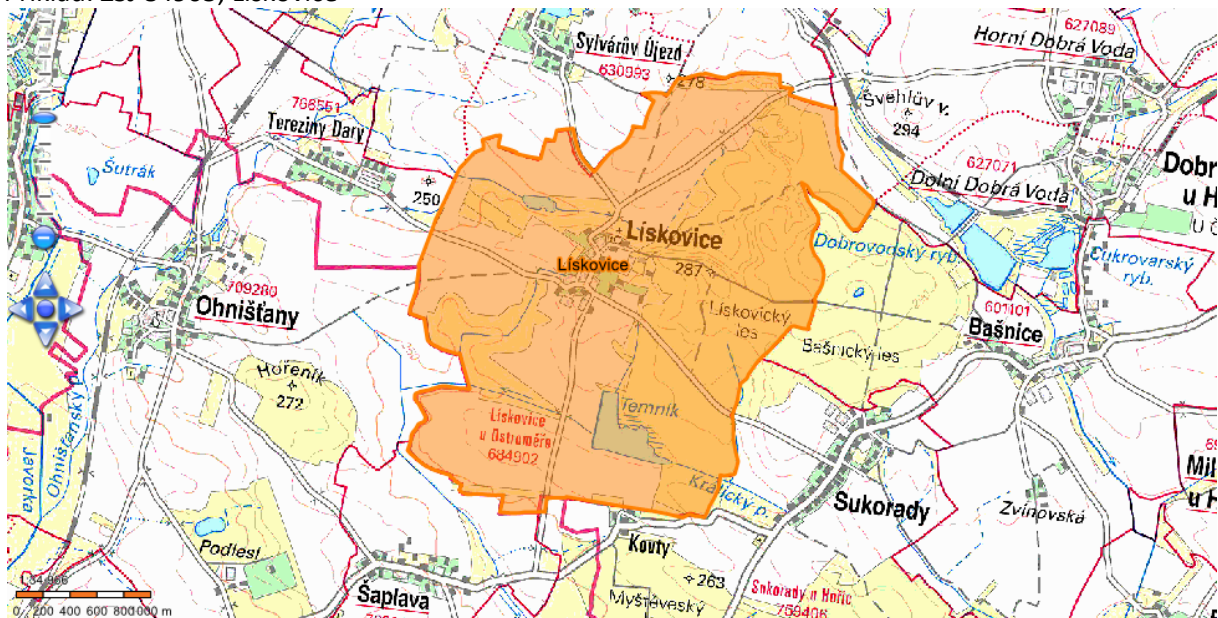 Sylvárův Újezd
630993
278
627089
Horní Dobrá Voda
Švehlův v.
294
768551
Tereziny Dary
Šutrák
250
627071
Dolní Dobrá Voda
Dobr
u H
U Č
Lískovice
Lískovice
287
Dobrovodský ryb.
Cukrovarský
ryb.
709280
Ohnišťany
Lískovický
les
601101
Bašnice
Bašnický les
Hořeník
272
Temník
Lískovice
u Ostroměře
684902
Králický p.
Sukorady
Zvínovská
Mil
u H
Javorka
Ohnišťanský p.
Podlesí
Kouty
263
Šaplava
Myštěveský
Sukorady u Hořic
759406
0 200 400 600 800 1000 m